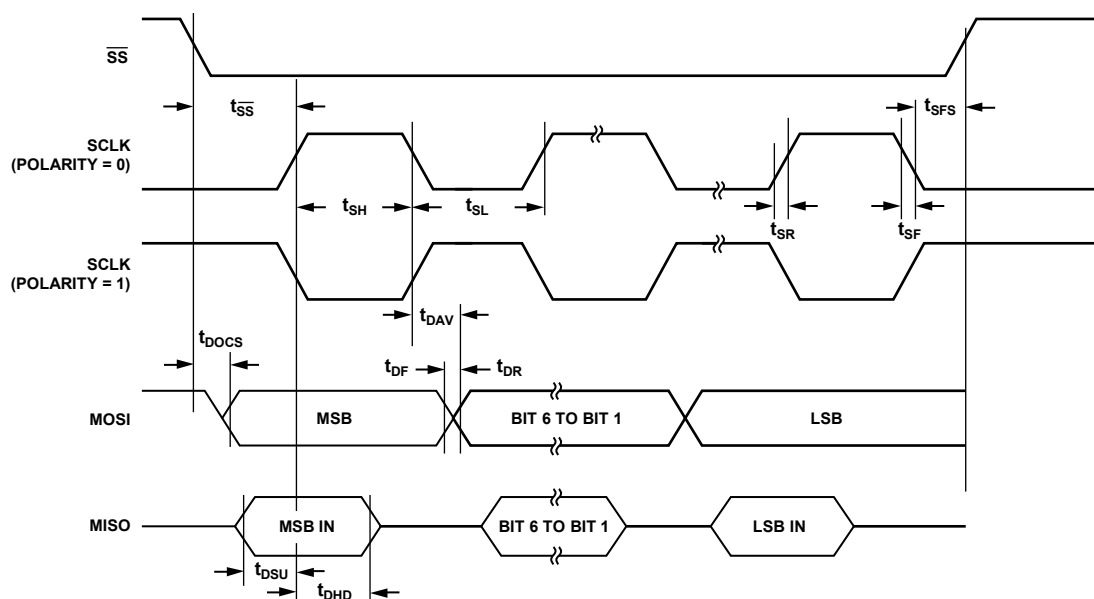 SS
tSS
tSFS
SCLK
(POLARITY = 0)
tSH
tSL
tSR
tSF
SCLK
(POLARITY = 1)
tDAV
tDOCS
tDF
tDR
MOSI
MSB
BIT 6 TO BIT 1
LSB
MISO
MSB IN
BIT 6 TO BIT 1
LSB IN
tDSU
tDHD